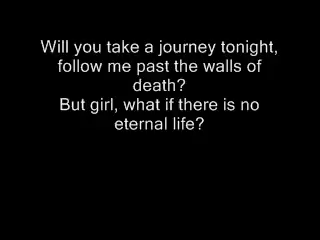 Will you take a journey tonight,
follow me past the walls of
death?
But girl, what if there is no
eternal life?